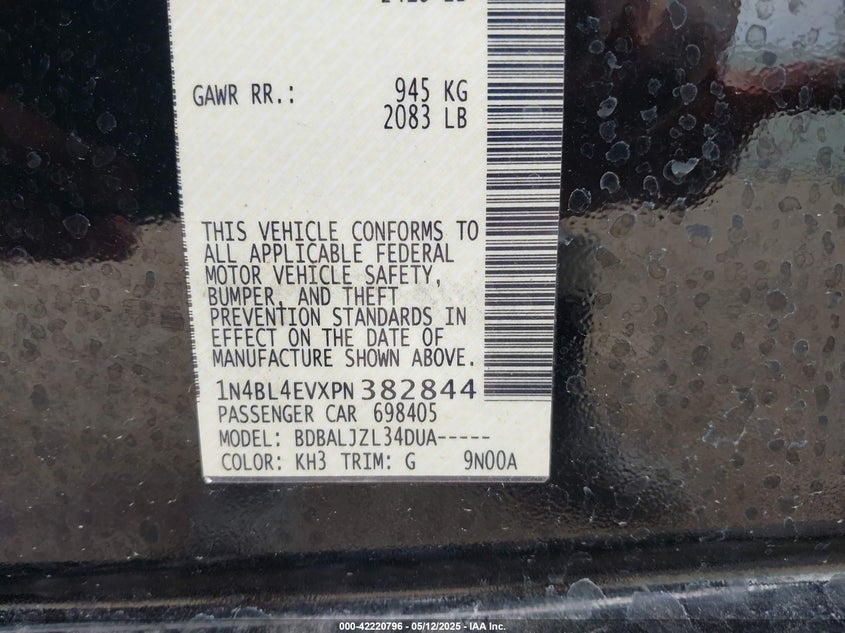 GAWR RR.: 945 KG
2083 LB
THIS VEHICLE CONFORMS TO
ALL APPLICABLE FEDERAL
MOTOR VEHICLE SAFETY,
BUMPER, AND THEFT
PREVENTION STANDARDS IN
EFFECT ON THE DATE OF
MANUFACTURE SHOWN ABOVE.
1N4BL4EVXPN382844
PASSENGER CAR 698405
MODEL: BDBALJZL34DUA-----
COLOR: KH3 TRIM: G 9N00A
000-42220796 - 05/12/2025 - IAA Inc.